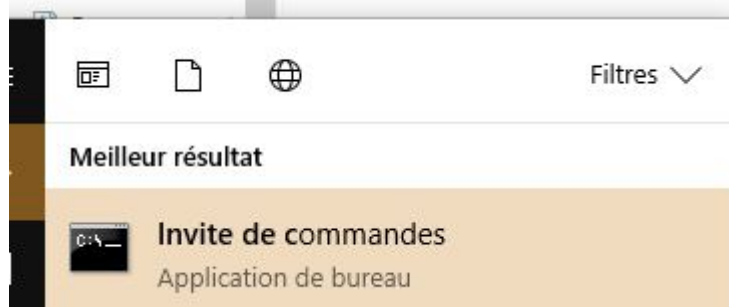 Filtres
Meilleur résultat
C:\_
Invite de commandes
Application de bureau